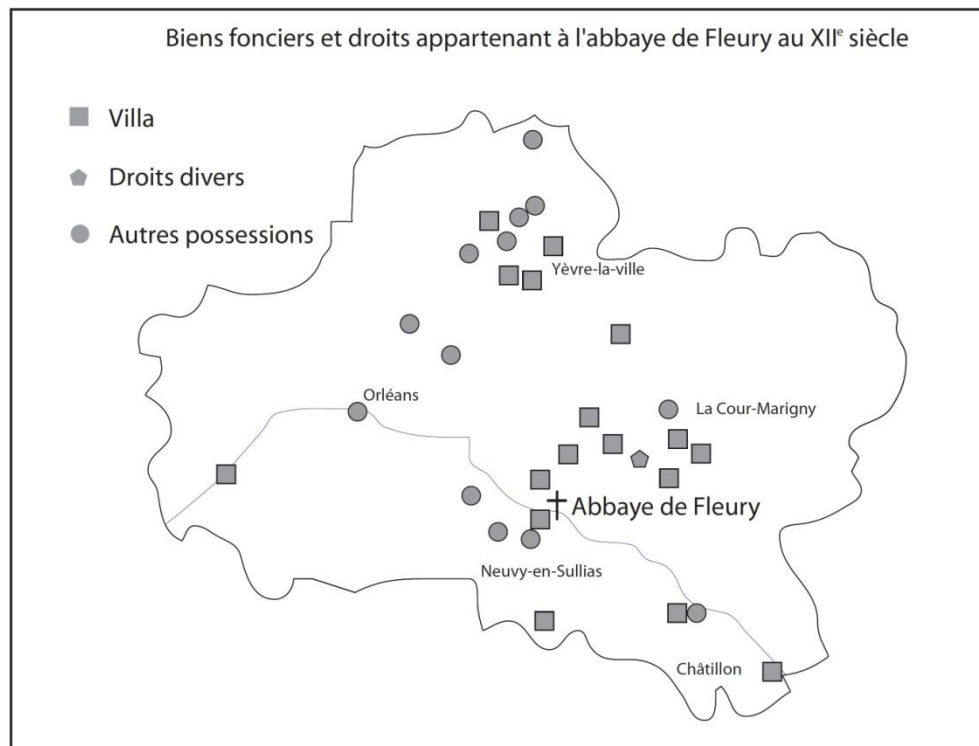 Biens fonciers et droits appartenant à l'abbaye de Fleury au XIIe siècle
Villa
Droits divers
Autres possessions
Yèvre-la-ville
Orléans
La Cour-Marigny
Abbaye de Fleury
Neuvy-en-Sullias
Châtillon